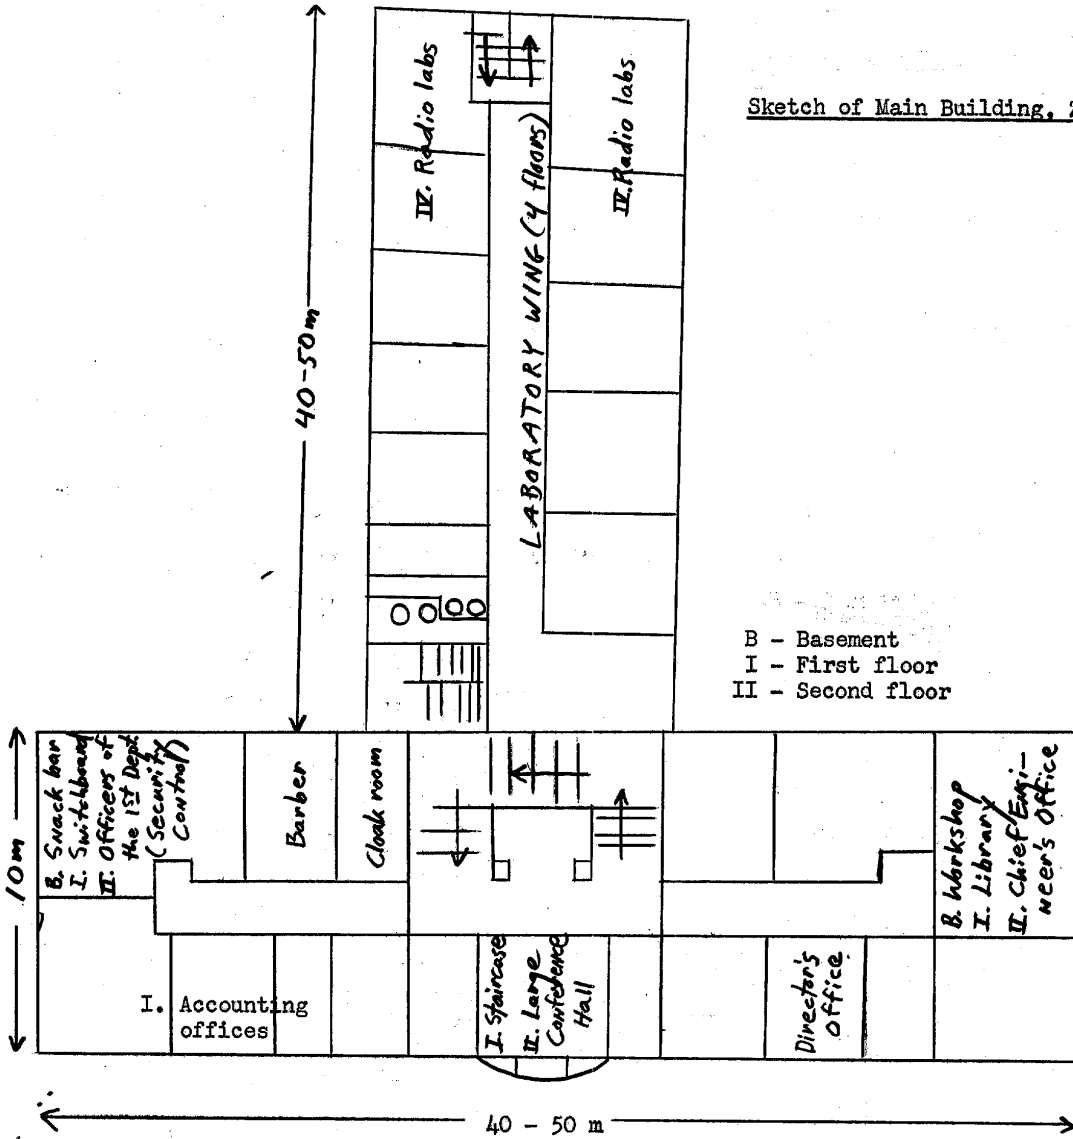 Sketch of Main Building,
IV. Radio labs
LABORATORY WING (4 floors)
IV. Radio labs
40-50m
B - Basement
I - First floor
II - Second floor
10m
B. Snack bar
I. Switchboard
II. Officers of
the 1st Dept.
(Security
Control)
Barber
Cloak room
B. Workshop
I. Library
II. Chief Engi-
neer's Office
I. Accounting
offices
I. Staircase
II. Large
Conference
Hall
Director's
Office
40 - 50 m